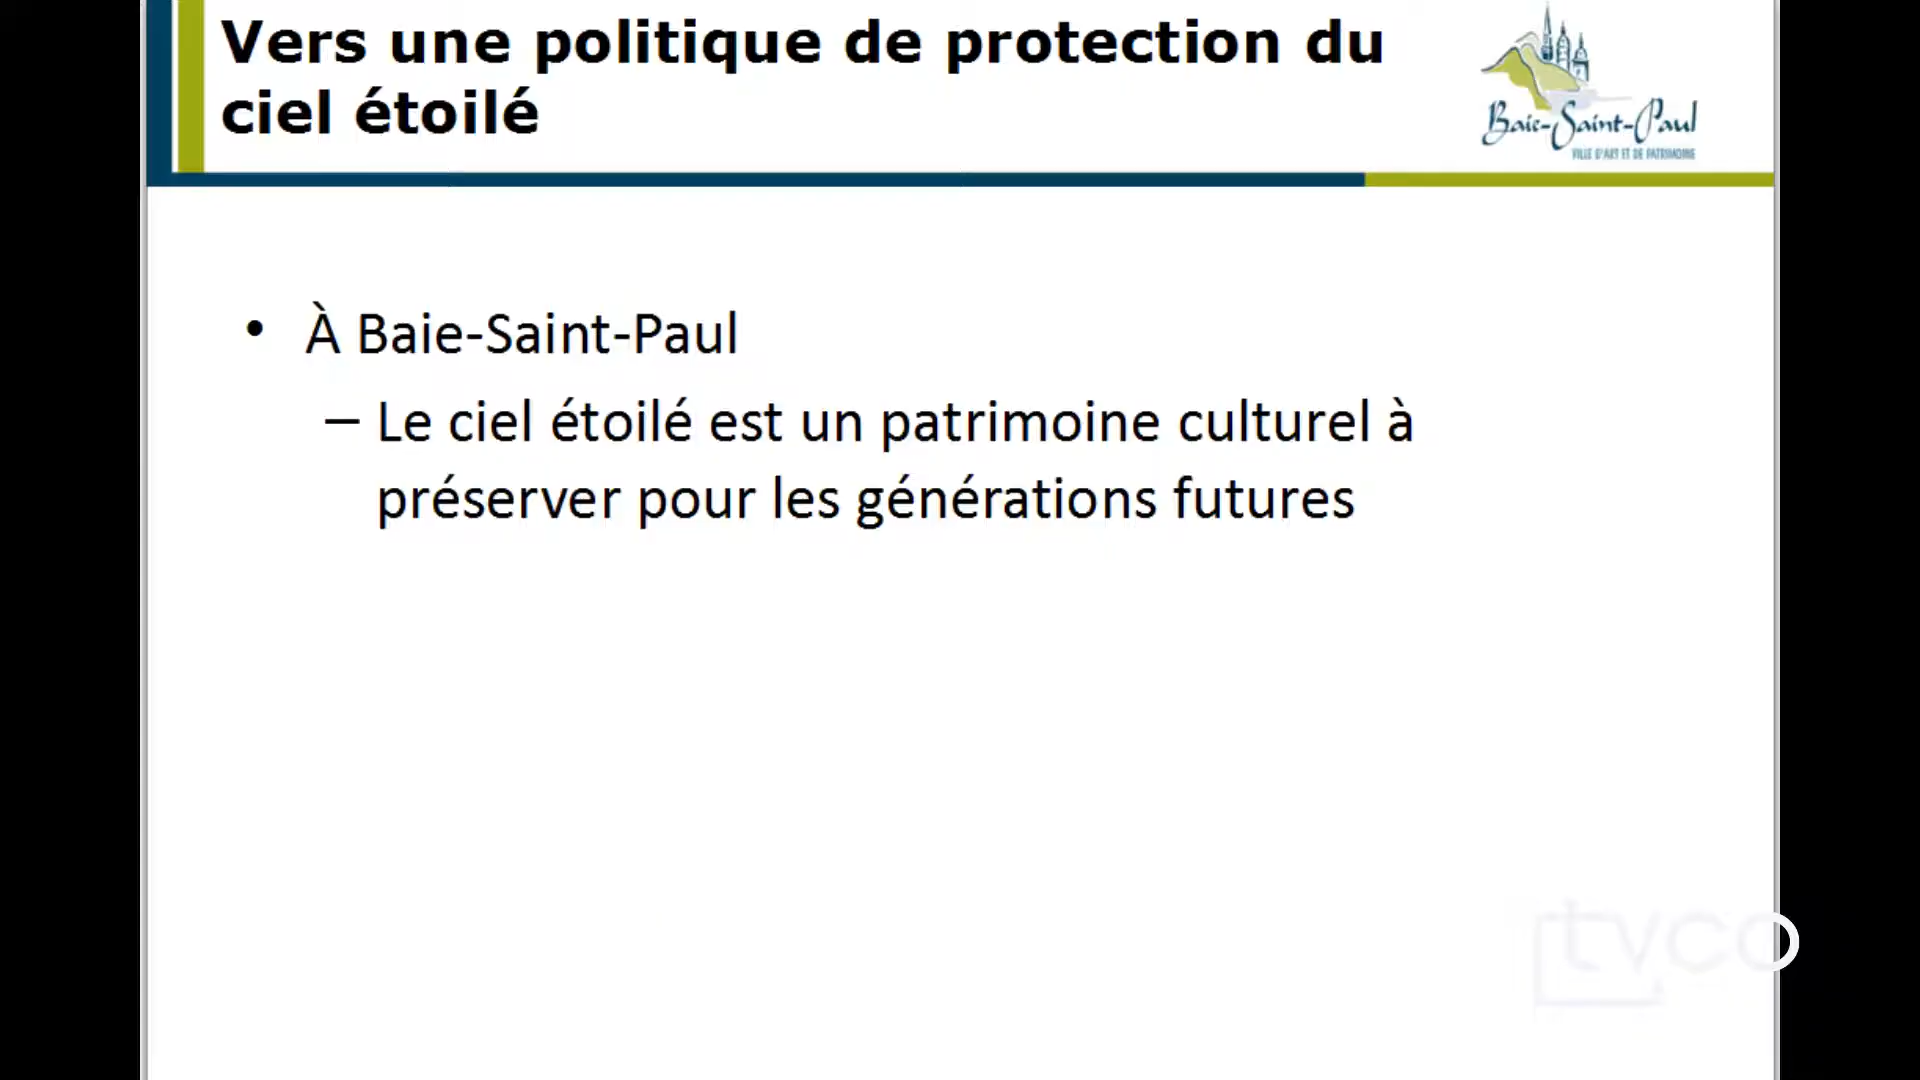 Vers une politique de protection du
ciel étoilé
Baie-Saint-Paul
VILLE D'ART ET DE PATRIMOINE
• À Baie-Saint-Paul
– Le ciel étoilé est un patrimoine culturel à
préserver pour les générations futures
tvco